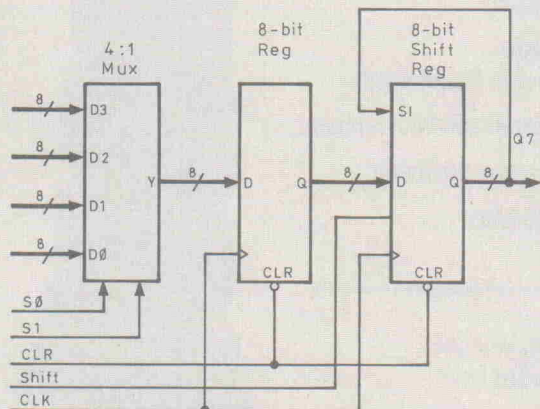 4:1
Mux
8-bit
Reg
8-bit
Shift
Reg
8
D3
8
D2
8
D1
8
DØ
Y
8
D
Q
CLR
8
SI
D
Q
CLR
8
Q7
SØ
S1
CLR
Shift
CLK